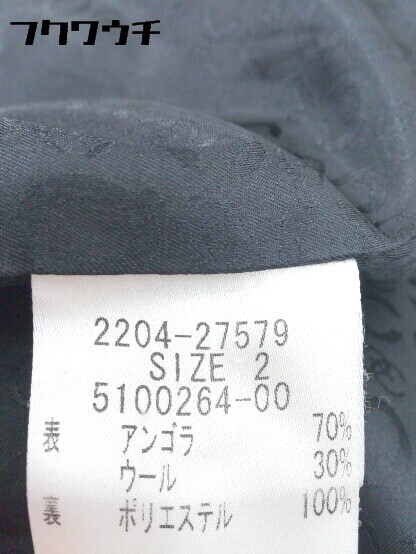 フクワウチ
2204-27579
SIZE 2
5100264-00
表 アンゴラ 70%
ウール 30%
裏 ポリエステル 100%